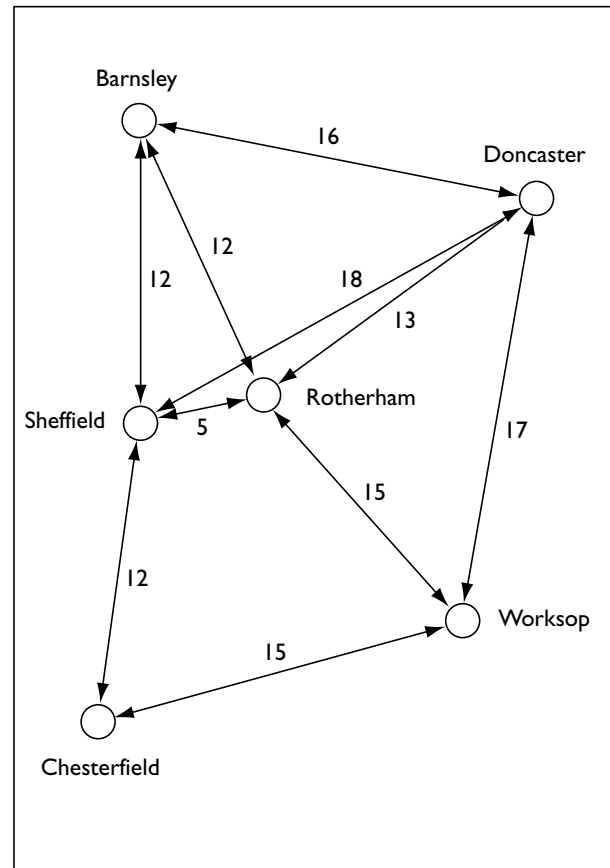 Barnsley
16
Doncaster
12
12
18
13
Rotherham
Sheffield
5
17
15
12
Worksop
15
Chesterfield